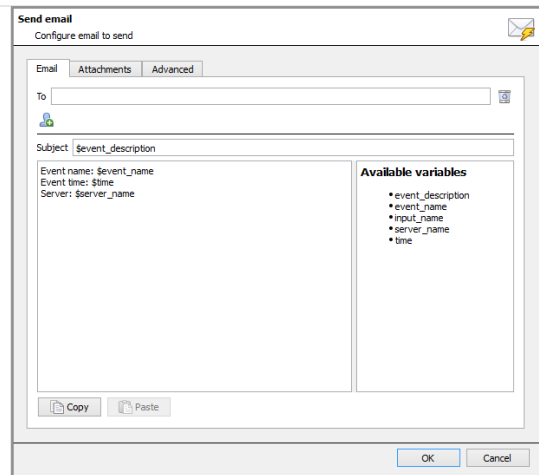 Send email
Configure email to send
Email Attachments Advanced
To
Subject $event_description
Event name: $event_name
Event time: $time
Server: $server_name
Available variables
• event_description
• event_name
• input_name
• server_name
• time
Copy Paste
OK Cancel